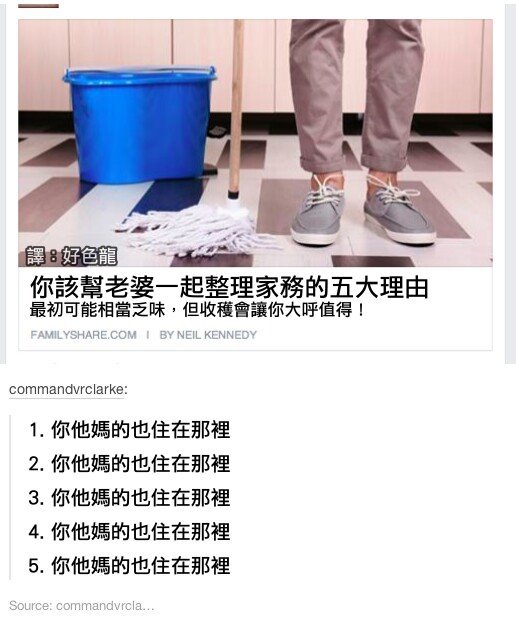 譯：好色龍
你該幫老婆一起整理家務的五大理由
最初可能相當乏味，但收穫會讓你大呼值得！
FAMILYSHARE.COM | BY NEIL KENNEDY
commandvrclarke:
1. 你他媽的也住在那裡
2. 你他媽的也住在那裡
3. 你他媽的也住在那裡
4. 你他媽的也住在那裡
5. 你他媽的也住在那裡
Source: commandvrcla…